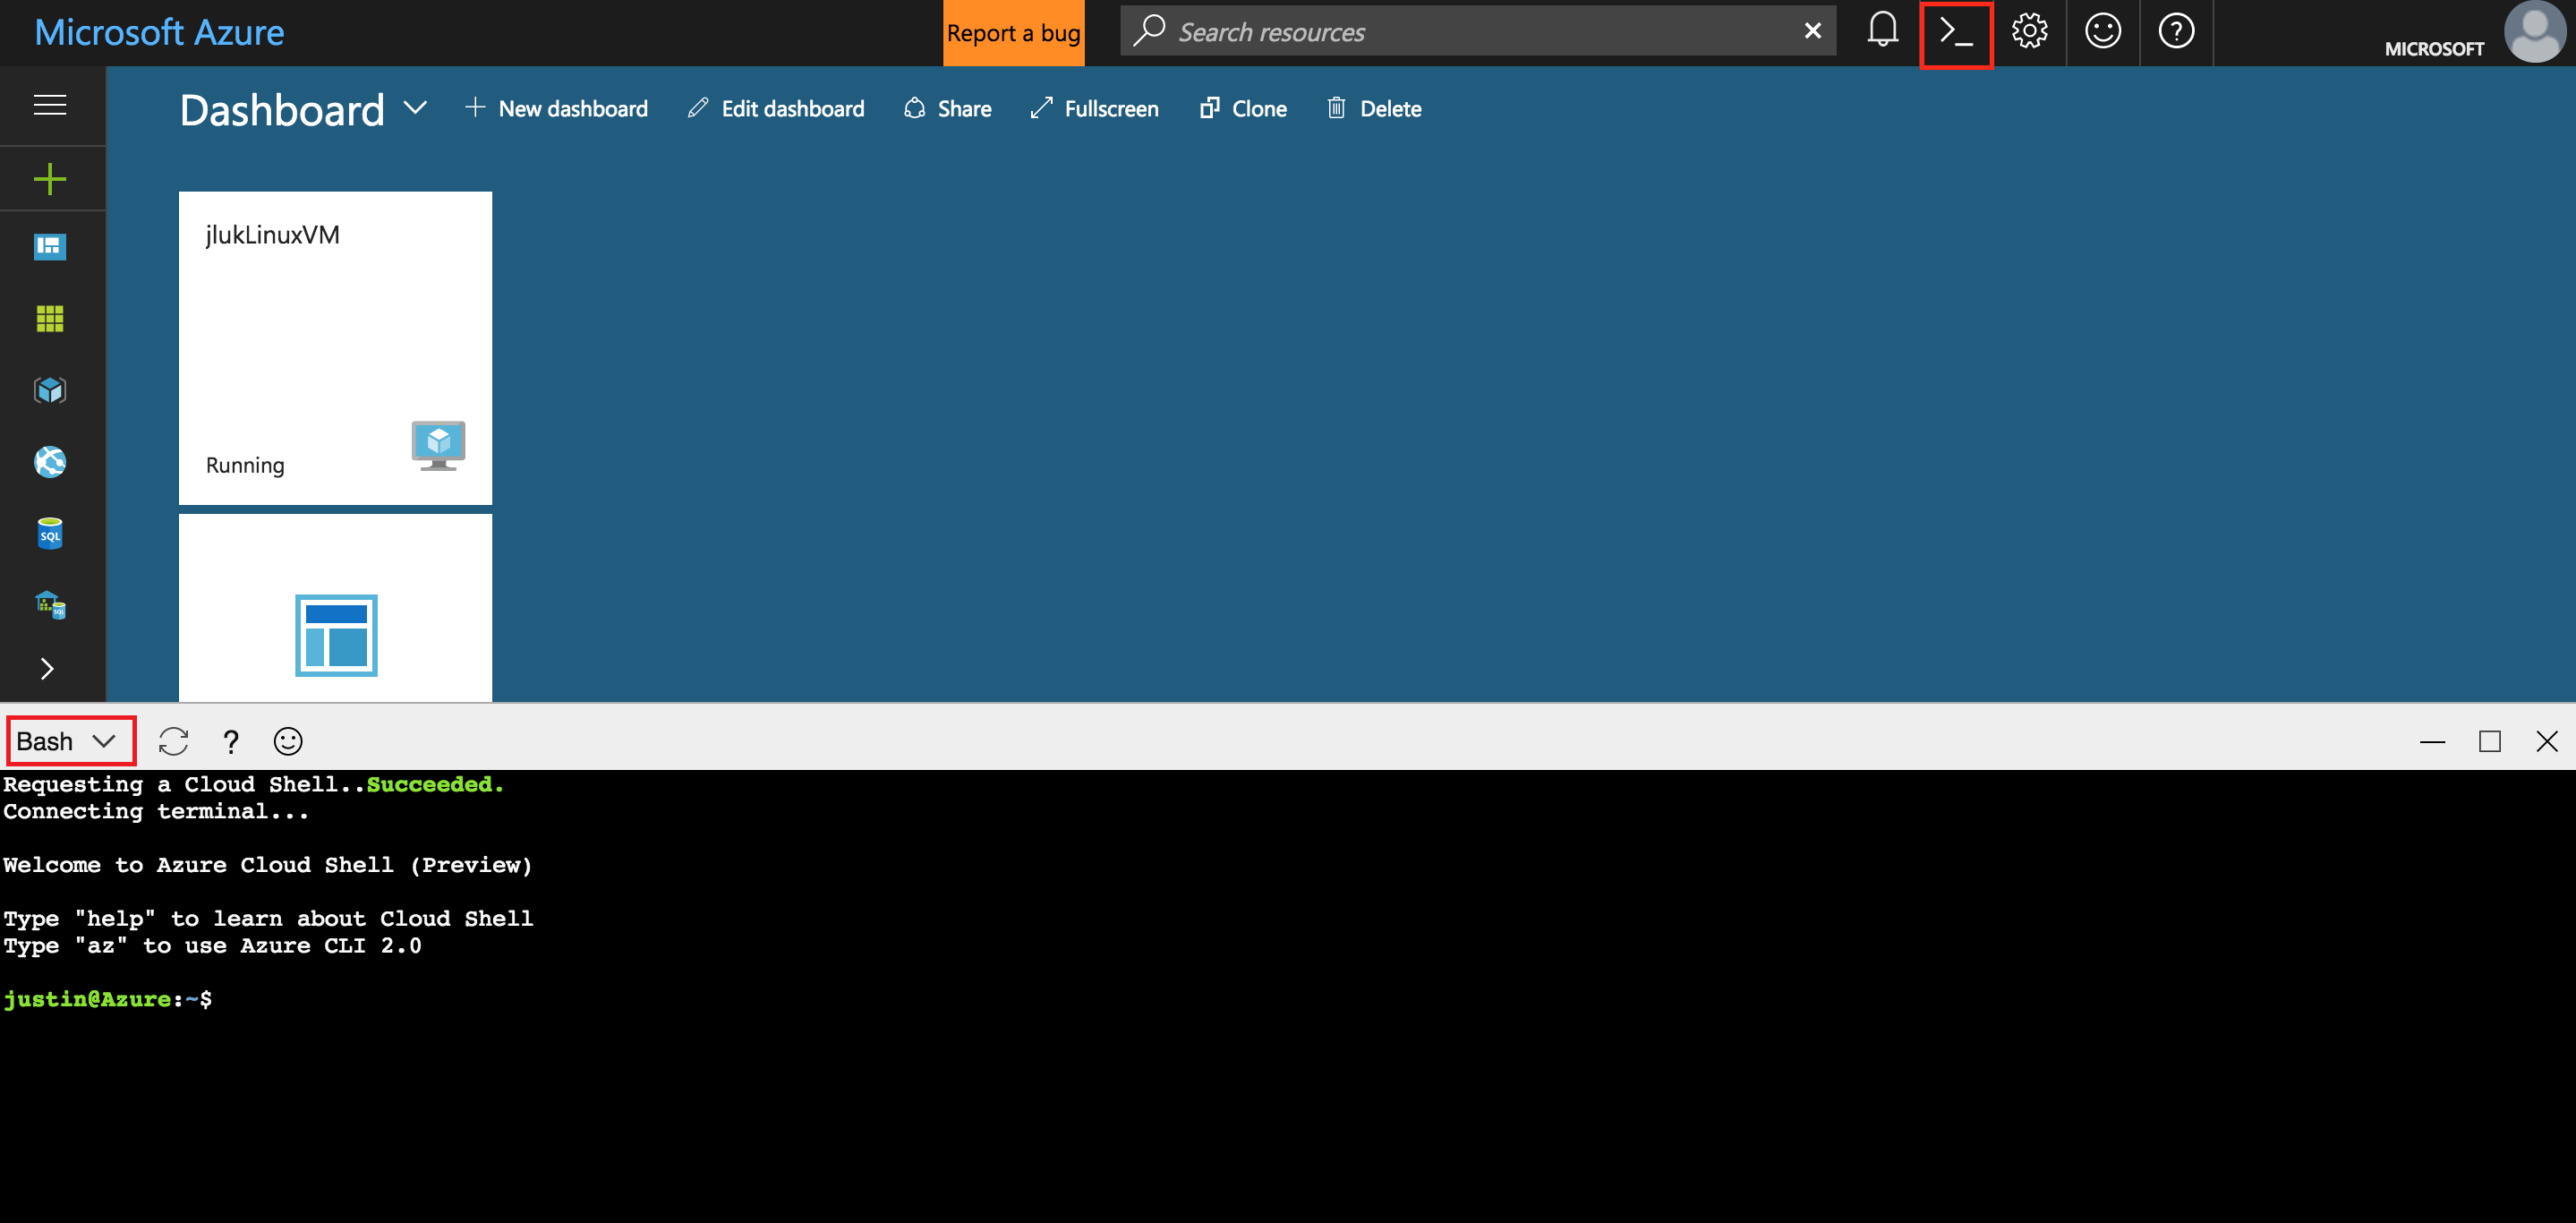 Microsoft Azure
Report a bug
Search resources
MICROSOFT
Dashboard
New dashboard
Edit dashboard
Share
Fullscreen
Clone
Delete
jlukLinuxVM
Running
SQL
SQL
Bash
Requesting a Cloud Shell..Succeeded.
Connecting terminal...
Welcome to Azure Cloud Shell (Preview)
Type "help" to learn about Cloud Shell
Type "az" to use Azure CLI 2.0
justin@Azure:~$